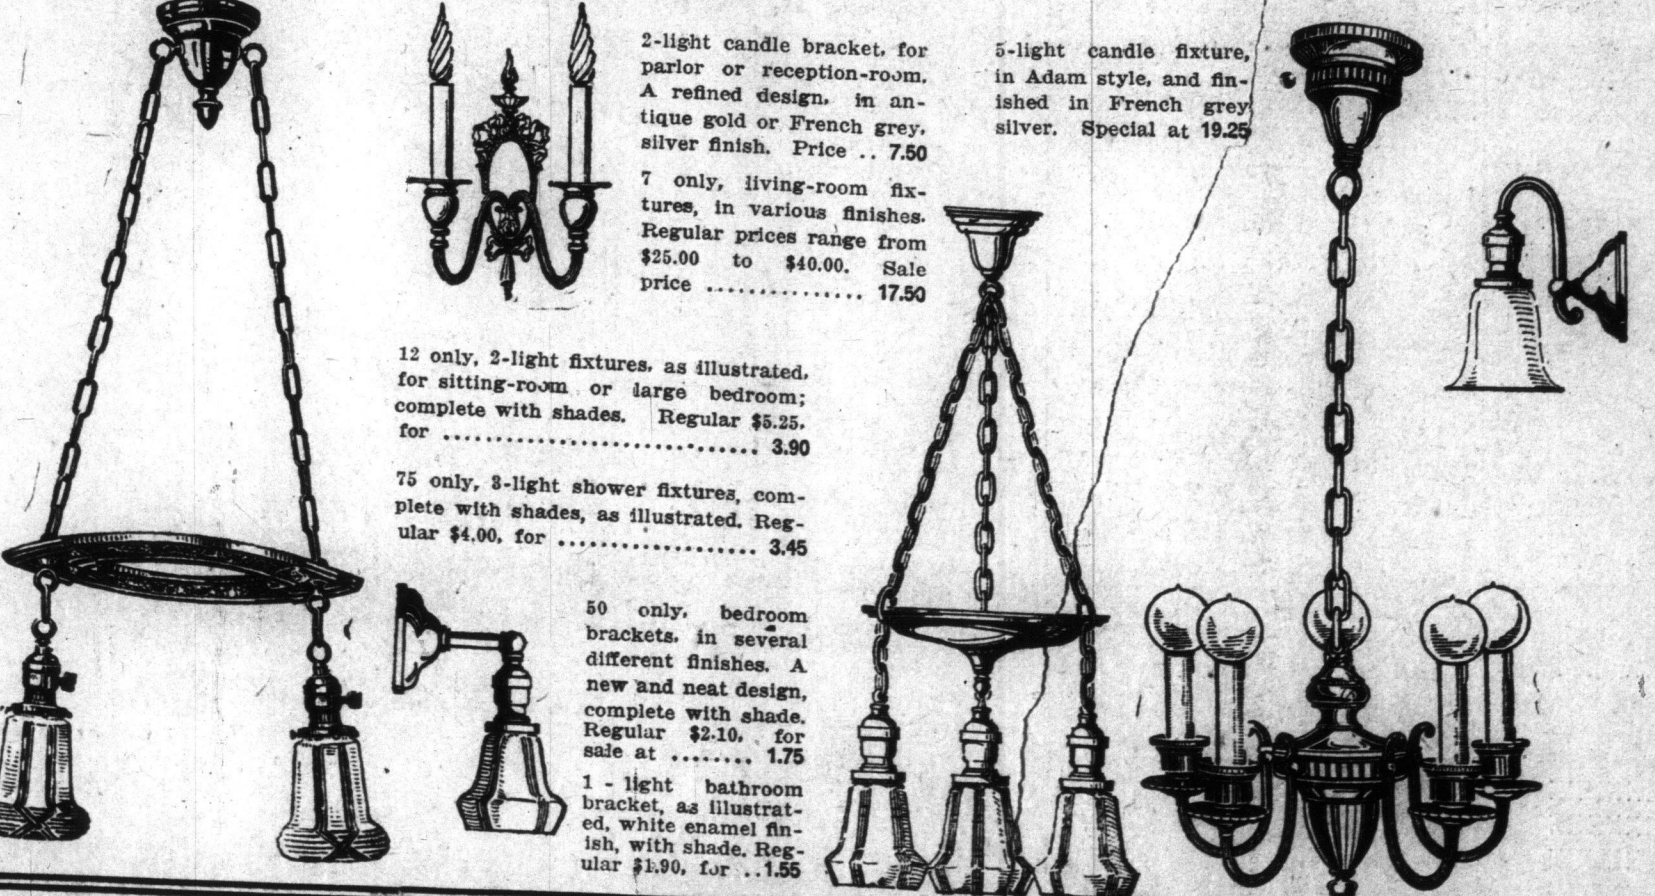 2-light candle bracket, for
parlor or reception-room.
A refined design, in an-
tique gold or French grey,
silver finish. Price .. 7.50
7 only, living-room fix-
tures, in various finishes.
Regular prices range from
$25.00 to $40.00. Sale
price ............... 17.50
5-light candle fixture,
in Adam style, and fin-
ished in French grey
silver. Special at 19.25
12 only, 2-light fixtures, as illustrated,
for sitting-room or large bedroom;
complete with shades. Regular $5.25,
for .............................. 3.90
75 only, 3-light shower fixtures, com-
plete with shades, as illustrated. Reg-
ular $4.00, for ................... 3.45
50 only, bedroom
brackets, in several
different finishes. A
new and neat design,
complete with shade.
Regular $2.10, for
sale at ........ 1.75
1 - light bathroom
bracket, as illustrat-
ed, white enamel fin-
ish, with shade. Reg-
ular $1.90, for ..1.55